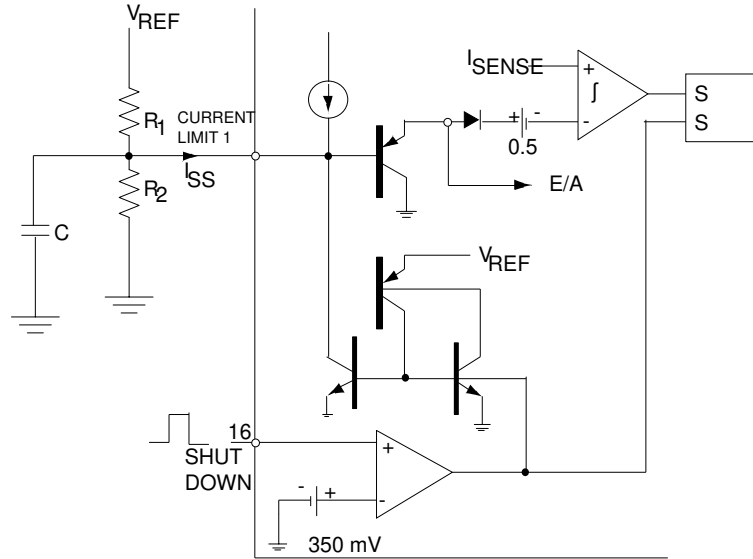 VREF
ISENSE
+
ʃ
-
S
S
R1
CURRENT
LIMIT 1
+ -
0.5
ISS
R2
E/A
C
VREF
16
SHUT
DOWN
+
-
- +
350 mV